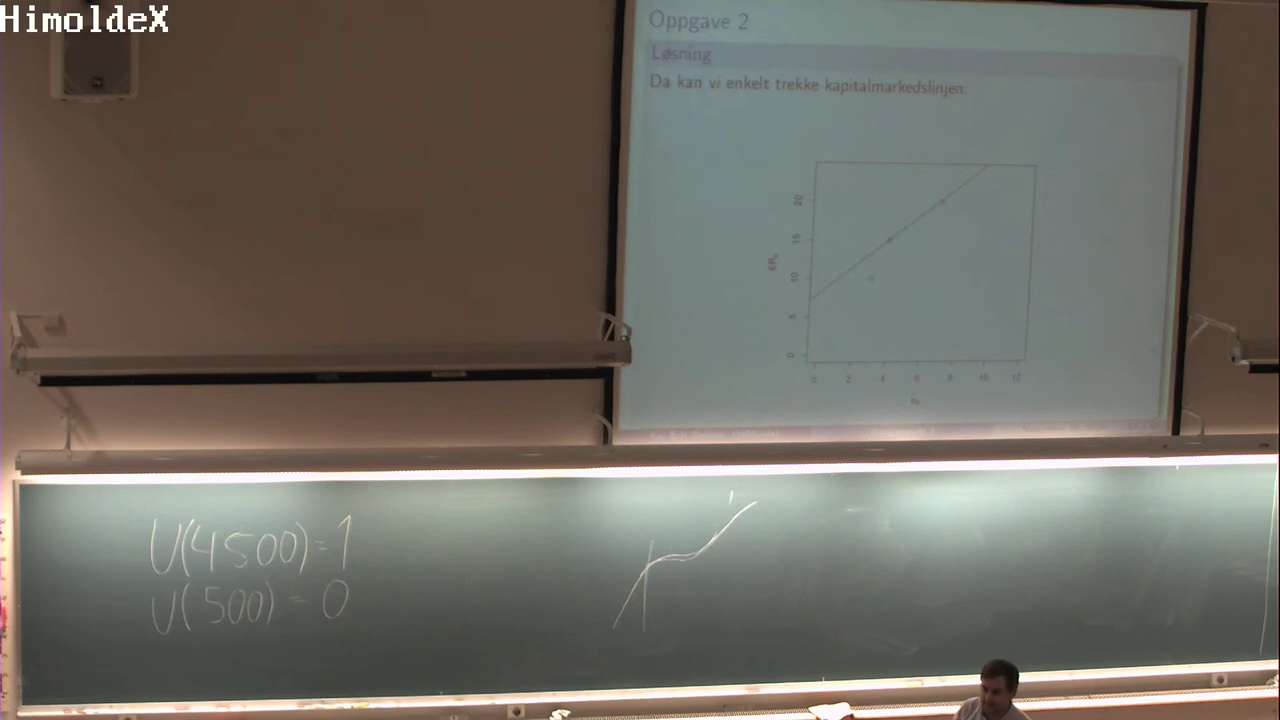 HimoldeX
Oppgave 2
Løsning
Da kan vi enkelt trekke kapitalmarkedslinjen:
20
15
10
5
0
0 2 4 6 8 10 12
U(4500)=1
U(500)=0